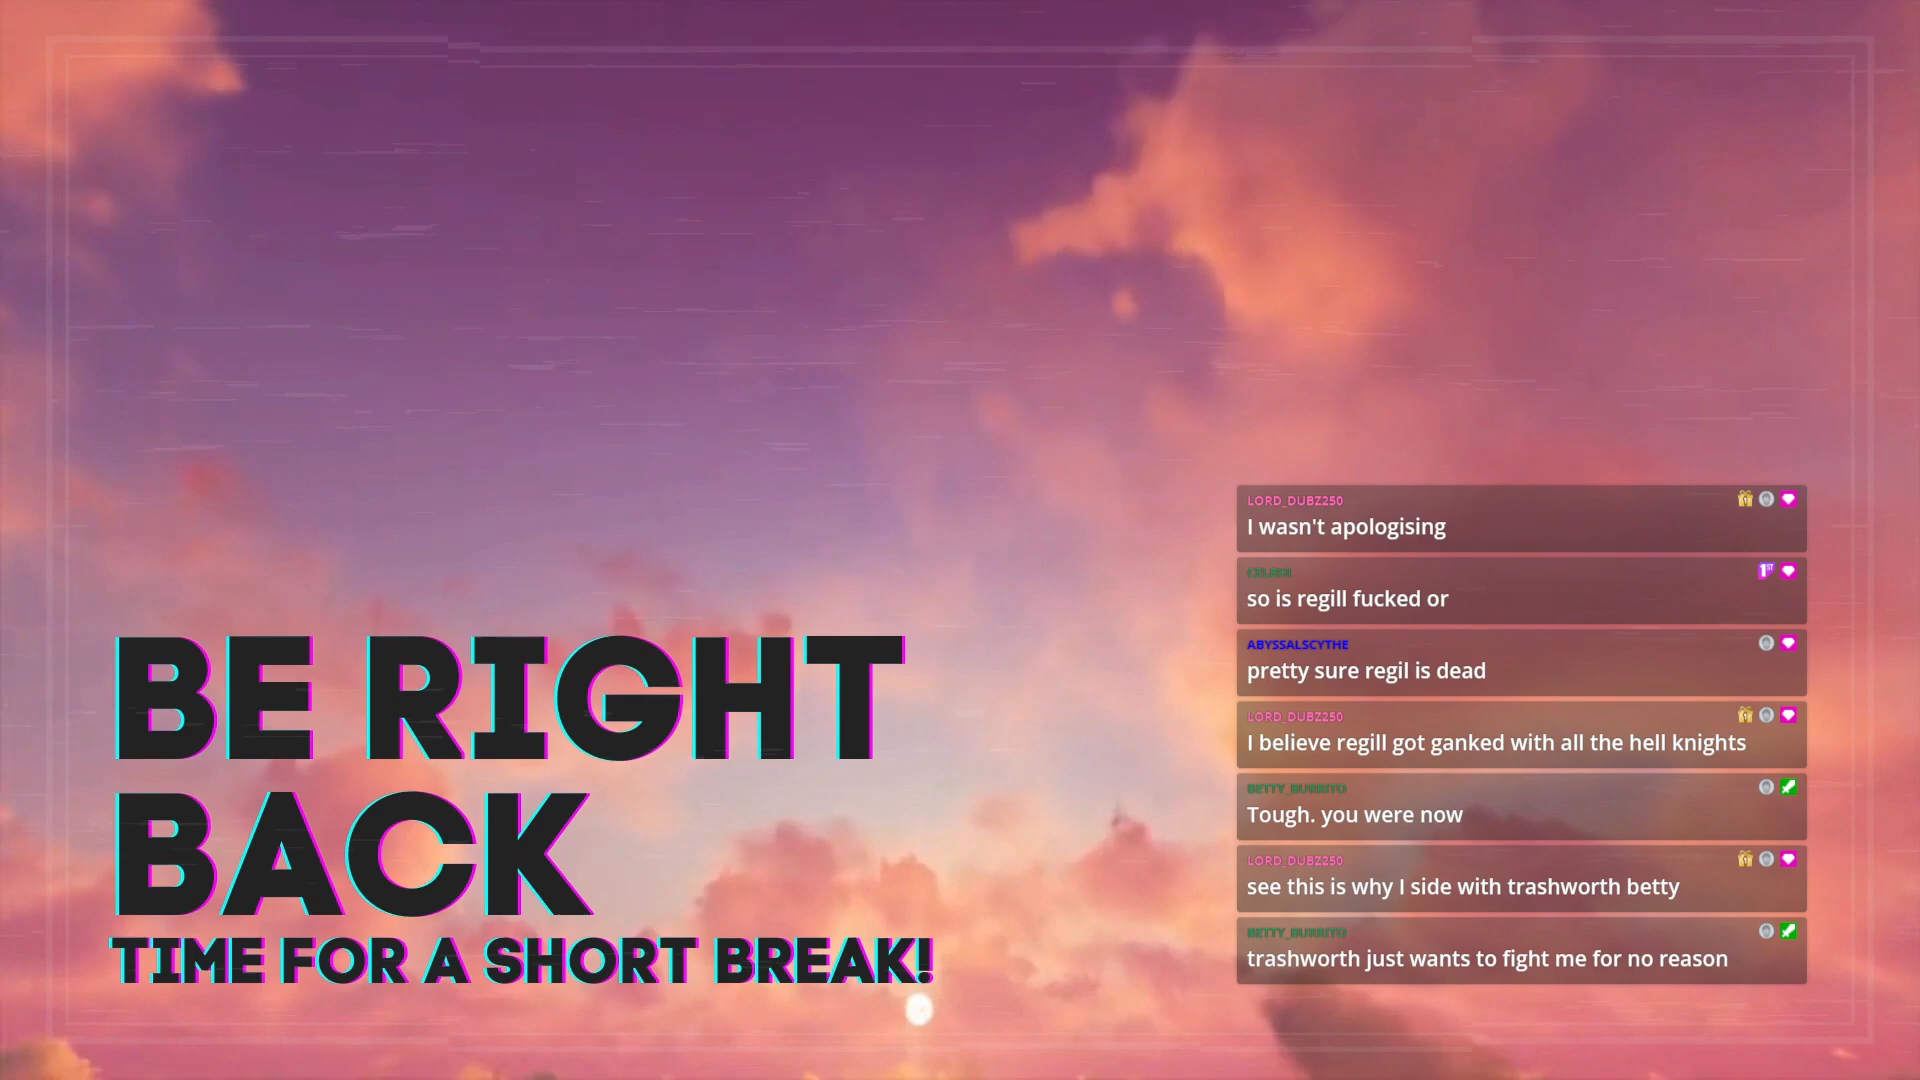 BE RIGHT
BACK
TIME FOR A SHORT BREAK!
LORD_DUBZ250
I wasn't apologising
so is regill fucked or
ABYSSALSCYTHE
pretty sure regil is dead
LORD_DUBZ250
I believe regill got ganked with all the hell knights
BETTY_BURRITO
Tough. you were now
LORD_DUBZ250
see this is why I side with trashworth betty
BETTY_BURRITO
trashworth just wants to fight me for no reason